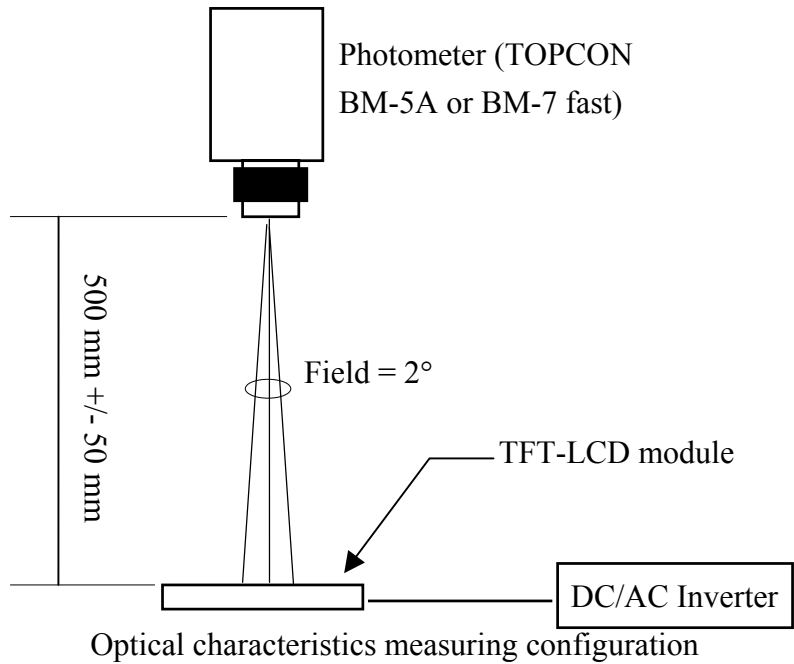 Photometer (TOPCON
BM-5A or BM-7 fast)
500 mm +/- 50 mm
Field = 2°
TFT-LCD module
DC/AC Inverter
Optical characteristics measuring configuration